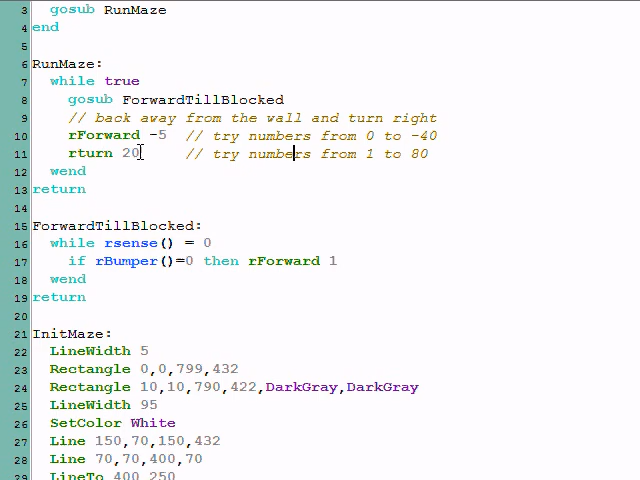 3 gosub RunMaze
4 end
5
6 RunMaze:
7 while true
8 gosub ForwardTillBlocked
9 // back away from the wall and turn right
10 rForward -5 // try numbers from 0 to -40
11 rturn 20 // try numbers from 1 to 80
12 wend
13 return
14
15 ForwardTillBlocked:
16 while rsense() = 0
17 if rBumper()=0 then rForward 1
18 wend
19 return
20
21 InitMaze:
22 LineWidth 5
23 Rectangle 0,0,799,432
24 Rectangle 10,10,790,422,DarkGray,DarkGray
25 LineWidth 95
26 SetColor White
27 Line 150,70,150,432
28 Line 70,70,400,70
29 LineTo 400,250